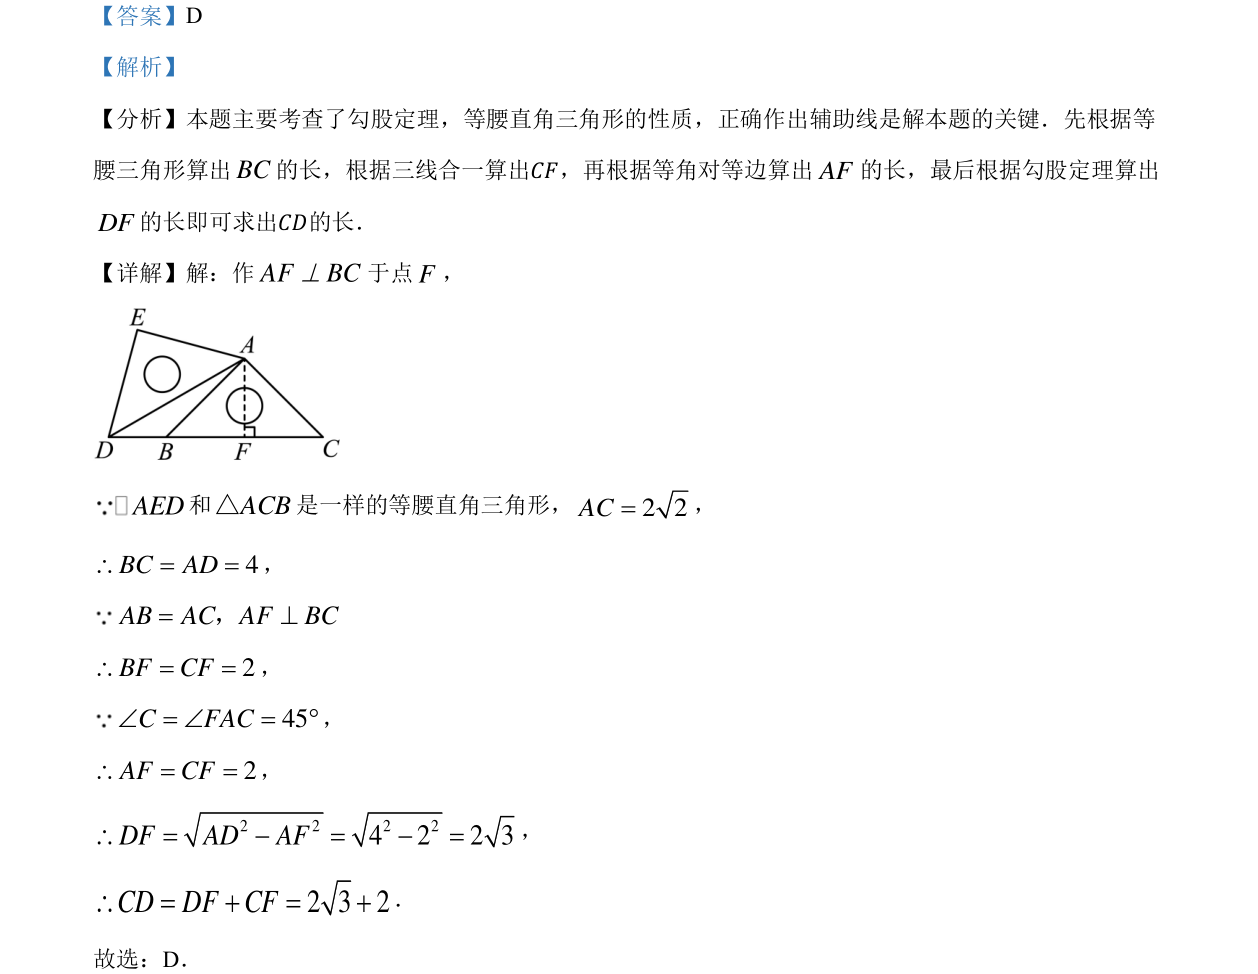 【答案】D
【解析】
【分析】本题主要考查了勾股定理，等腰直角三角形的性质，正确作出辅助线是解本题的关键．先根据等
腰三角形算出 BC 的长，根据三线合一算出CF，再根据等角对等边算出 AF 的长，最后根据勾股定理算出
DF 的长即可求出CD的长．
【详解】解：作 AF ⊥ BC 于点 F，
E
A
D B F C
∵□AED 和 △ACB 是一样的等腰直角三角形， AC = 2√2，
∴ BC = AD = 4，
∵ AB = AC，AF ⊥ BC
∴ BF = CF = 2，
∵ ∠C = ∠FAC = 45°，
∴ AF = CF = 2，
∴ DF = √(AD² − AF²) = √(4² − 2²) = 2√3，
∴ CD = DF + CF = 2√3 + 2．
故选：D．